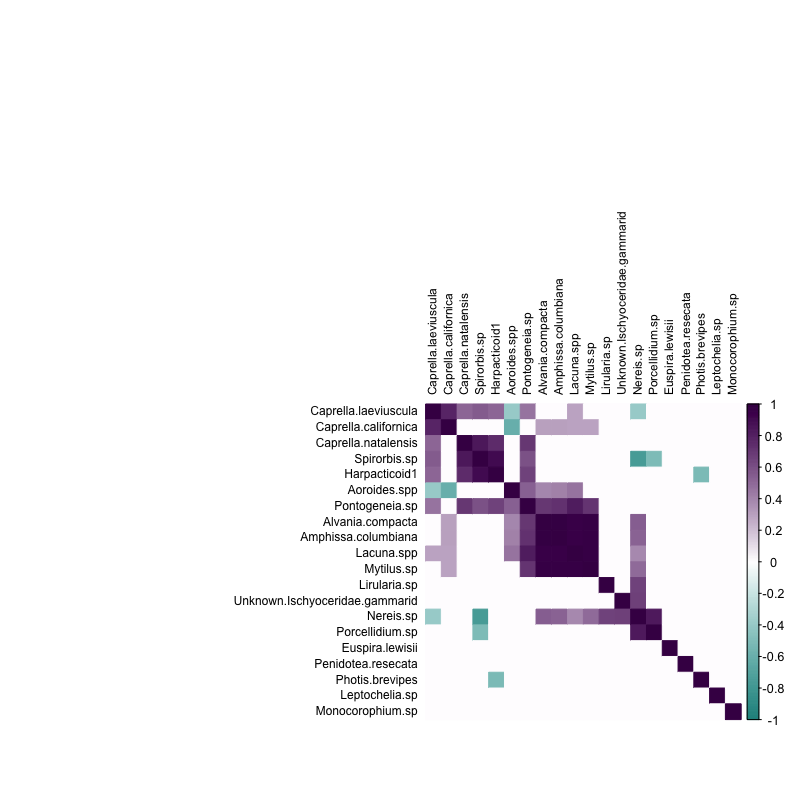 Caprella.laeviuscula
Caprella.californica
Caprella.natalensis
Spirorbis.sp
Harpacticoid1
Aoroides.spp
Pontogeneia.sp
Alvania.compacta
Amphissa.columbiana
Lacuna.spp
Mytilus.sp
Lirularia.sp
Unknown.Ischyoceridae.gammarid
Nereis.sp
Porcellidium.sp
Euspira.lewisii
Penidotea.resecata
Photis.brevipes
Leptochelia.sp
Monocorophium.sp
Caprella.laeviuscula
Caprella.californica
Caprella.natalensis
Spirorbis.sp
Harpacticoid1
Aoroides.spp
Pontogeneia.sp
Alvania.compacta
Amphissa.columbiana
Lacuna.spp
Mytilus.sp
Lirularia.sp
Unknown.Ischyoceridae.gammarid
Nereis.sp
Porcellidium.sp
Euspira.lewisii
Penidotea.resecata
Photis.brevipes
Leptochelia.sp
Monocorophium.sp
1
0.8
0.6
0.4
0.2
0
-0.2
-0.4
-0.6
-0.8
-1